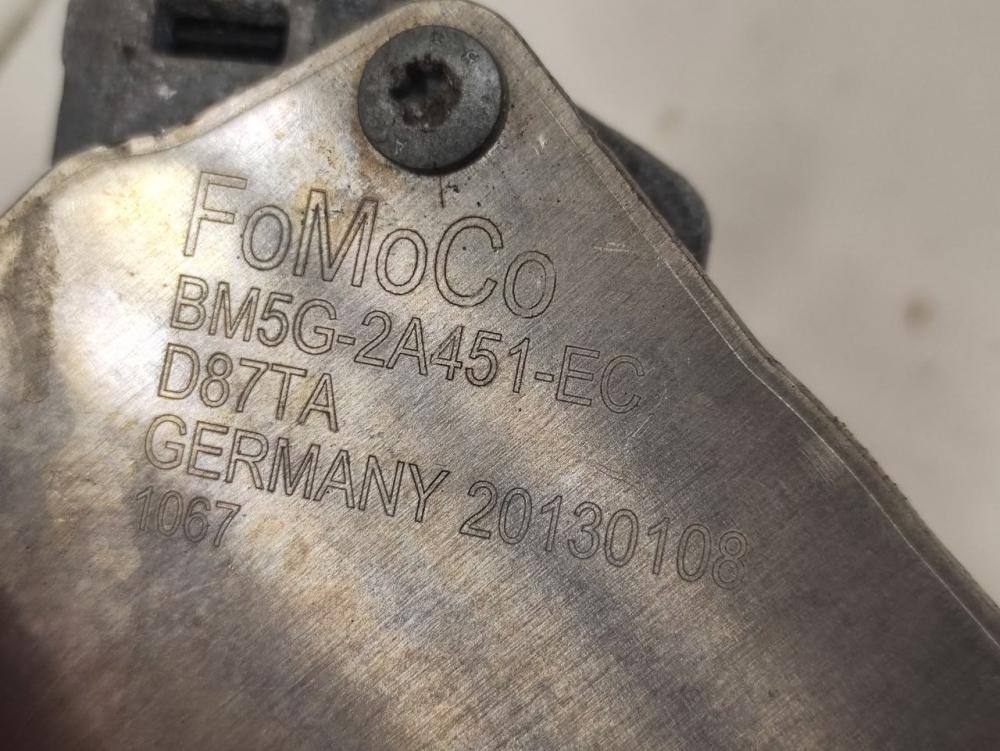 FoMoCo
BM5G-2A451-EC
D87TA
GERMANY 20130108
1067